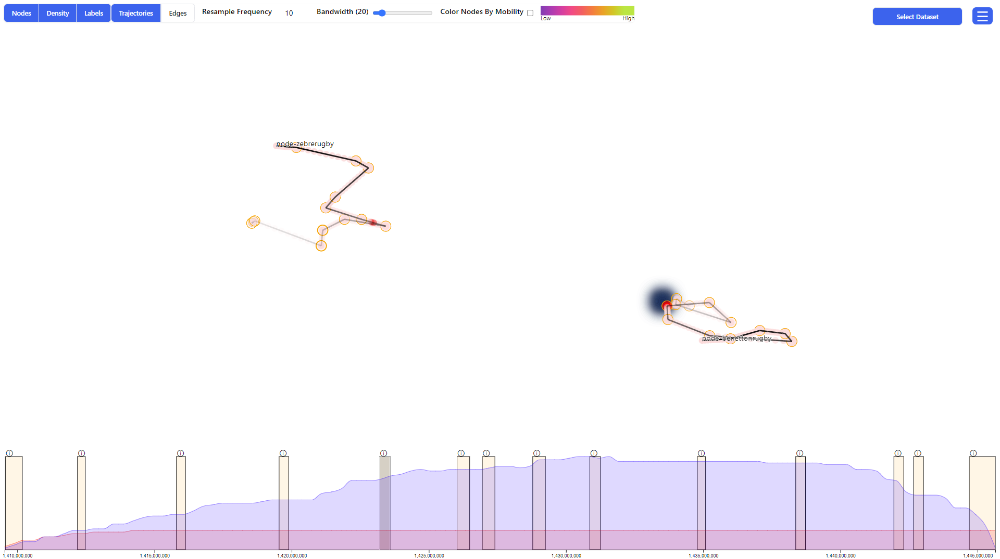 Nodes Density Labels Trajectories Edges Resample Frequency 10 Bandwidth (20) Color Nodes By Mobility Select Dataset
Low High
node-zebrerugby
node-benettonrugby
i i i i i i i i i i i i i i
1,410,000,000 1,415,000,000 1,420,000,000 1,425,000,000 1,430,000,000 1,435,000,000 1,440,000,000 1,445,000,000